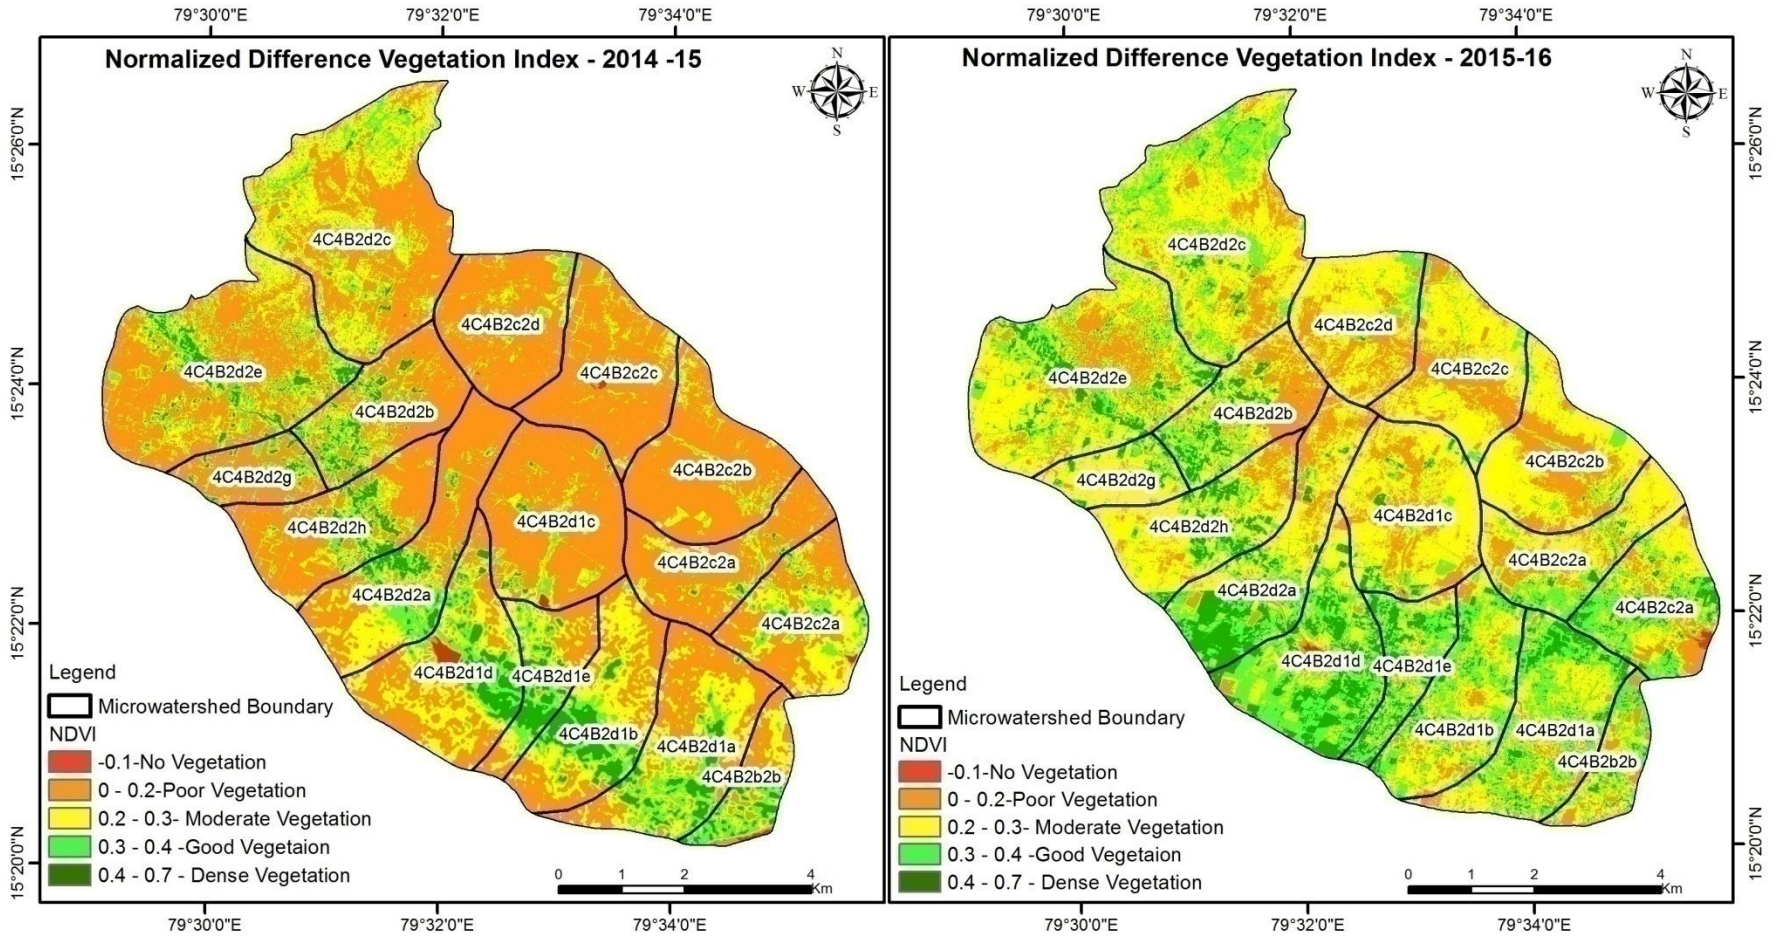 79°30'0"E 79°32'0"E 79°34'0"E
Normalized Difference Vegetation Index - 2014 -15
N
W E
S
15°26'0"N
15°24'0"N
15°22'0"N
15°20'0"N
4C4B2d2c
4C4B2c2d
4C4B2d2e
4C4B2c2c
4C4B2d2b
4C4B2c2b
4C4B2d2g
4C4B2d2h
4C4B2d1c
4C4B2c2a
4C4B2d2a
4C4B2c2a
4C4B2d1d
4C4B2d1e
4C4B2d1b
4C4B2d1a
4C4B2b2b
Legend
Microwatershed Boundary
NDVI
-0.1-No Vegetation
0 - 0.2-Poor Vegetation
0.2 - 0.3- Moderate Vegetation
0.3 - 0.4 -Good Vegetaion
0.4 - 0.7 - Dense Vegetation
0 1 2 4
Km
79°30'0"E 79°32'0"E 79°34'0"E
79°30'0"E 79°32'0"E 79°34'0"E
Normalized Difference Vegetation Index - 2015-16
N
W E
S
15°26'0"N
15°24'0"N
15°22'0"N
15°20'0"N
4C4B2d2c
4C4B2c2d
4C4B2c2c
4C4B2d2e
4C4B2d2b
4C4B2c2b
4C4B2d2g
4C4B2d1c
4C4B2d2h
4C4B2c2a
4C4B2d2a
4C4B2c2a
4C4B2d1d
4C4B2d1e
4C4B2d1b
4C4B2d1a
4C4B2b2b
Legend
Microwatershed Boundary
NDVI
-0.1-No Vegetation
0 - 0.2-Poor Vegetation
0.2 - 0.3- Moderate Vegetation
0.3 - 0.4 -Good Vegetaion
0.4 - 0.7 - Dense Vegetation
0 1 2 4
Km
79°30'0"E 79°32'0"E 79°34'0"E